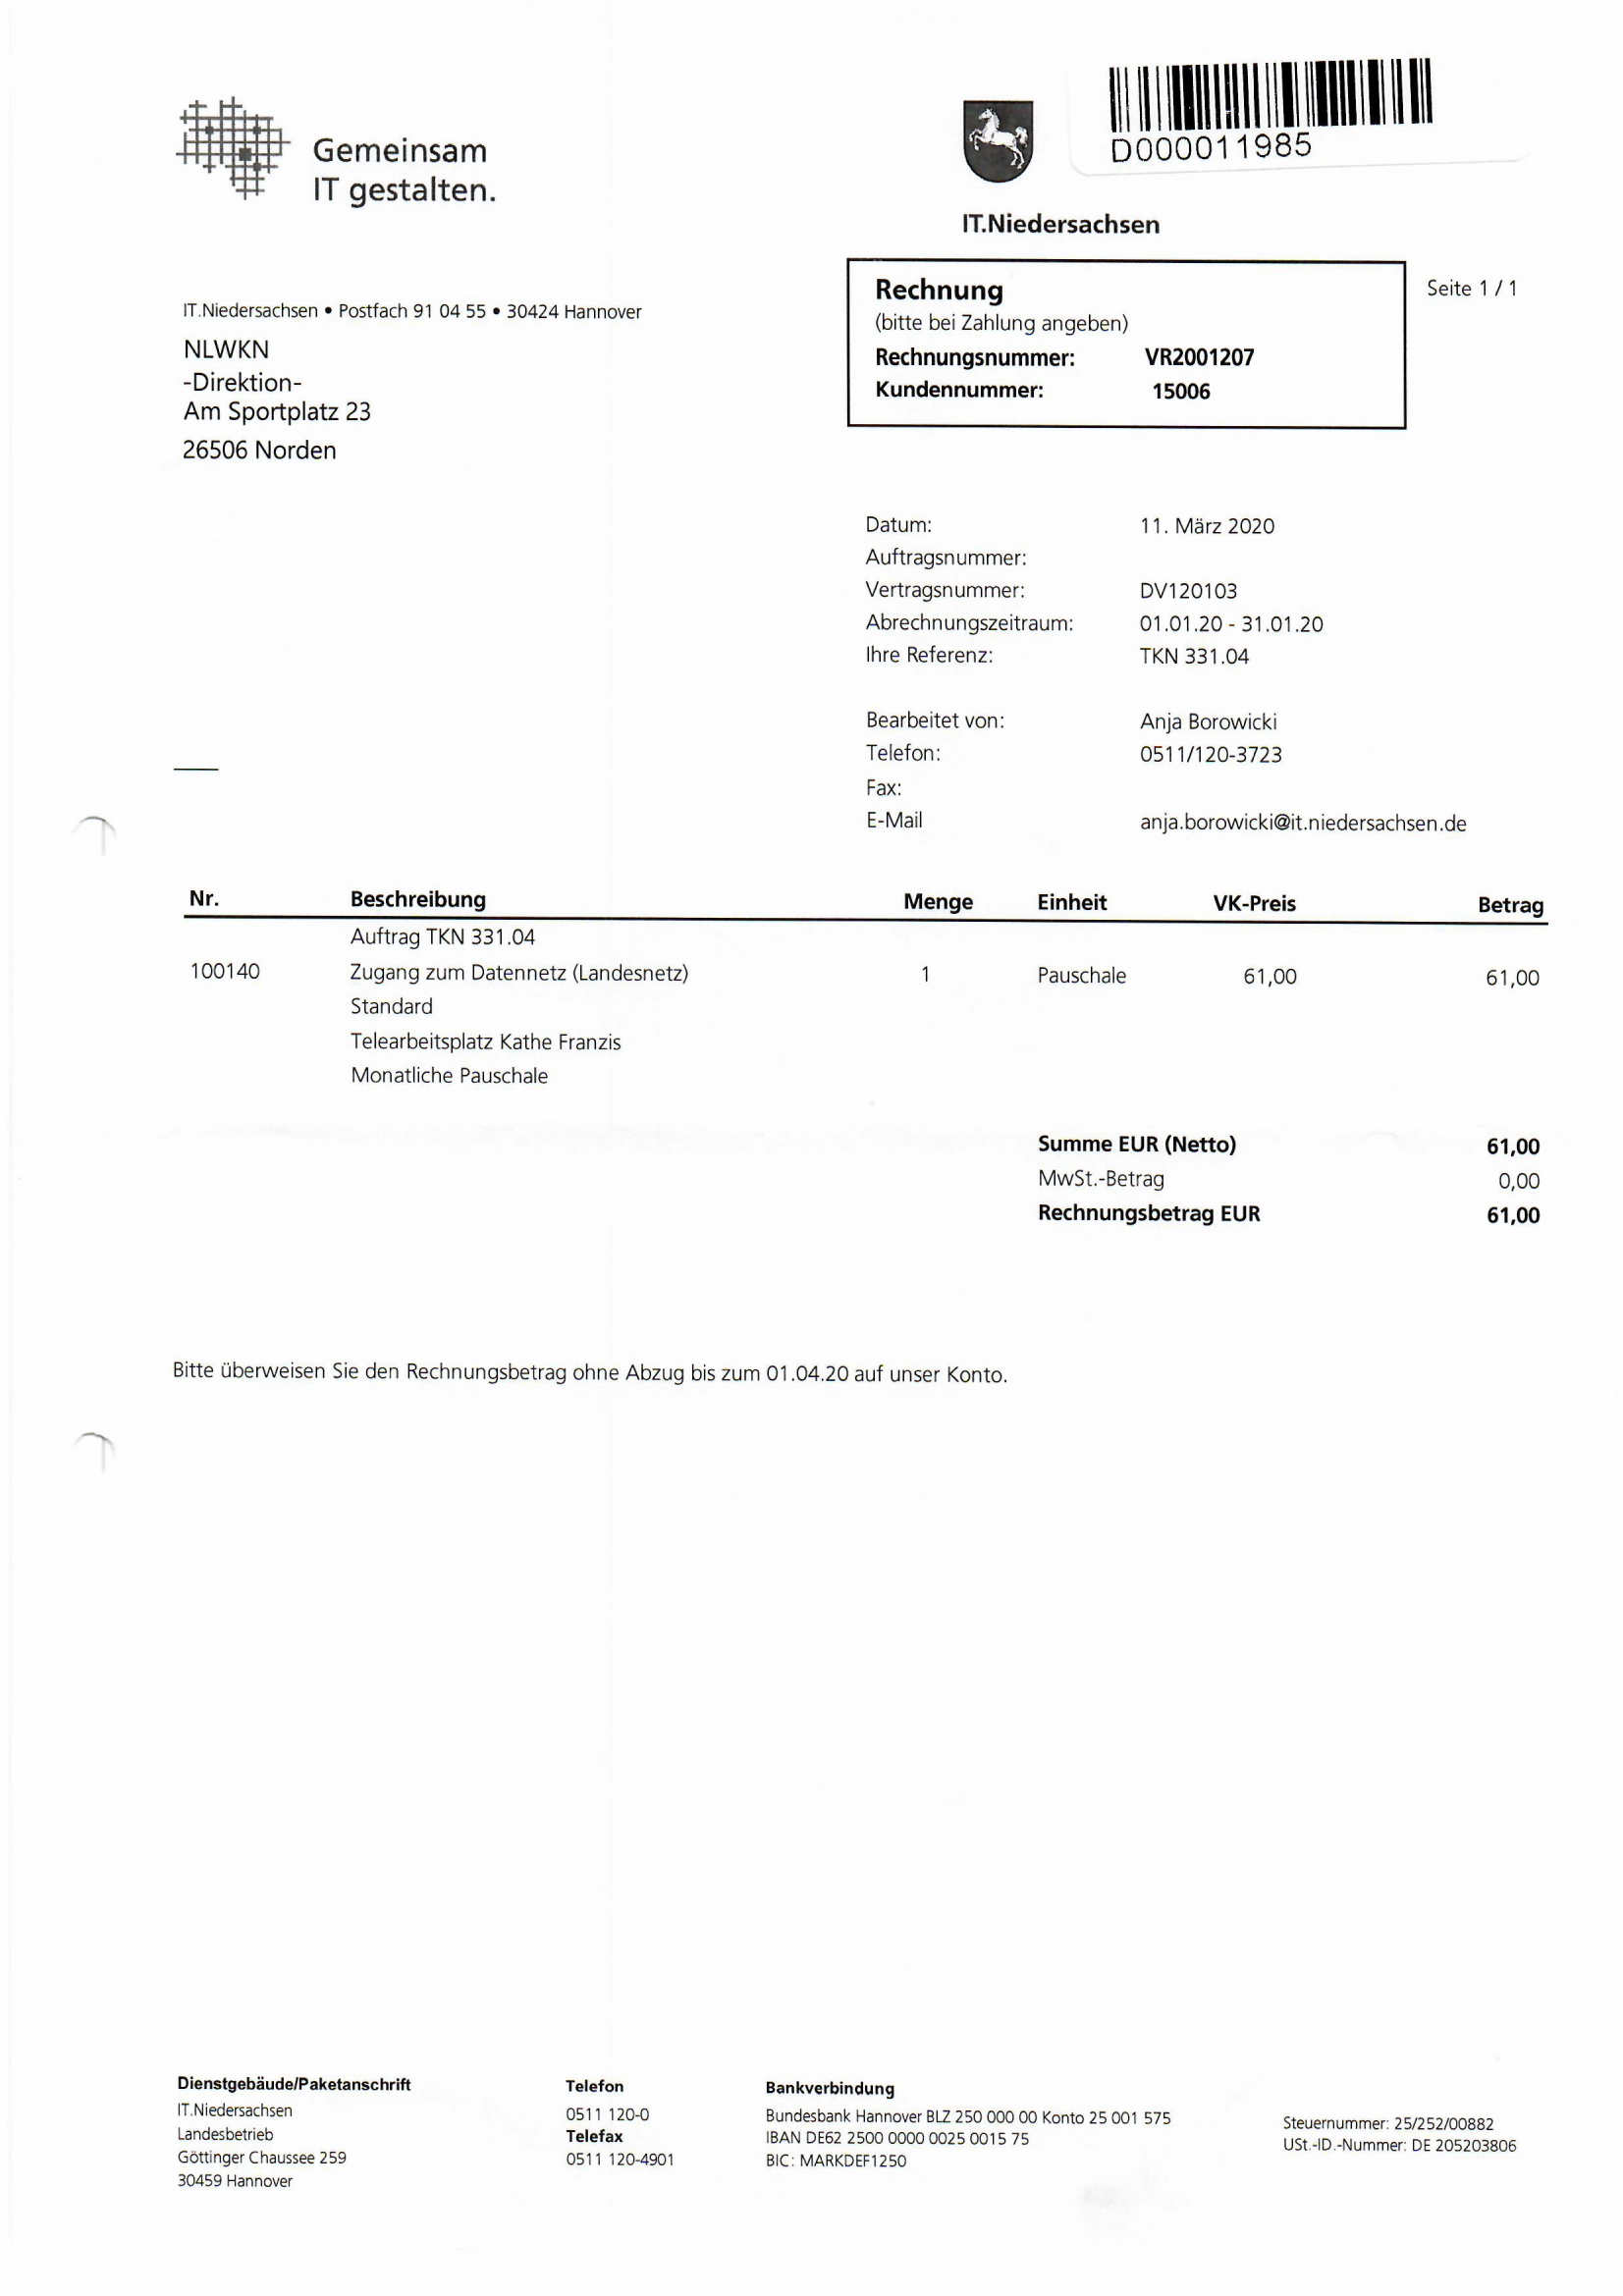 Gemeinsam
IT gestalten.
D000011985
IT.Niedersachsen
Rechnung
(bitte bei Zahlung angeben)
Rechnungsnummer: VR2001207
Kundennummer: 15006
Seite 1 / 1
IT.Niedersachsen • Postfach 91 04 55 • 30424 Hannover
NLWKN
-Direktion-
Am Sportplatz 23
26506 Norden
Datum: 11. März 2020
Auftragsnummer:
Vertragsnummer: DV120103
Abrechnungszeitraum: 01.01.20 - 31.01.20
Ihre Referenz: TKN 331.04
Bearbeitet von: Anja Borowicki
Telefon: 0511/120-3723
Fax:
E-Mail anja.borowicki@it.niedersachsen.de
Nr. Beschreibung Menge Einheit VK-Preis Betrag
Auftrag TKN 331.04
100140 Zugang zum Datennetz (Landesnetz) 1 Pauschale 61,00 61,00
Standard
Telearbeitsplatz Kathe Franzis
Monatliche Pauschale
Summe EUR (Netto) 61,00
MwSt.-Betrag 0,00
Rechnungsbetrag EUR 61,00
Bitte überweisen Sie den Rechnungsbetrag ohne Abzug bis zum 01.04.20 auf unser Konto.
Dienstgebäude/Paketanschrift
IT.Niedersachsen
Landesbetrieb
Göttinger Chaussee 259
30459 Hannover
Telefon
0511 120-0
Telefax
0511 120-4901
Bankverbindung
Bundesbank Hannover BLZ 250 000 00 Konto 25 001 575
IBAN DE62 2500 0000 0025 0015 75
BIC: MARKDEF1250
Steuernummer: 25/252/00882
USt.-ID.-Nummer: DE 205203806